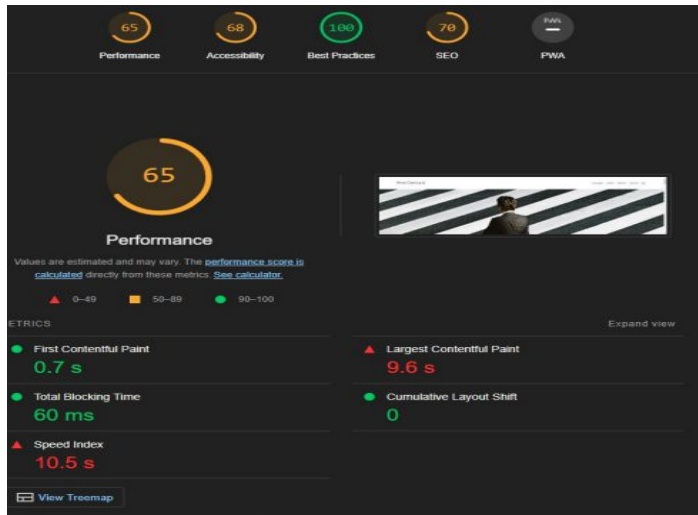 65
68
100
70
PWA
Performance
Accessibility
Best Practices
SEO
PWA
65
Performance
Values are estimated and may vary. The performance score is
calculated directly from these metrics. See calculator.
0–49
50–89
90–100
ETRICS
Expand view
First Contentful Paint
0.7 s
Largest Contentful Paint
9.6 s
Total Blocking Time
60 ms
Cumulative Layout Shift
0
Speed Index
10.5 s
View Treemap